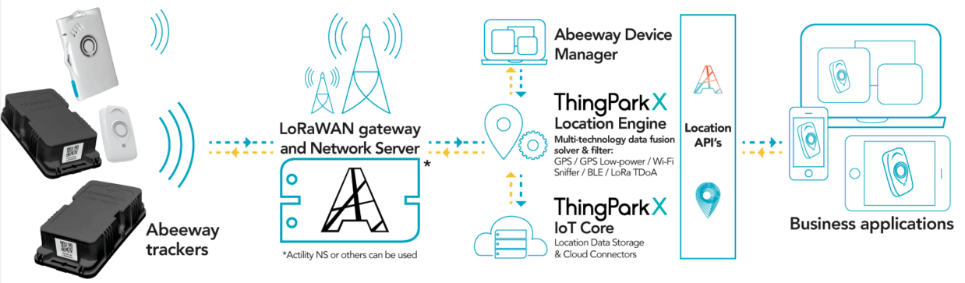 Abeeway
trackers
LoRaWAN gateway
and Network Server
*
*Actility NS or others can be used
Abeeway Device
Manager
ThingPark X
Location Engine
Multi-technology data fusion
solver & filter:
GPS / GPS Low-power / Wi-Fi
Sniffer / BLE / LoRa TDoA
ThingPark X
IoT Core
Location Data Storage
& Cloud Connectors
Location
API's
Business applications